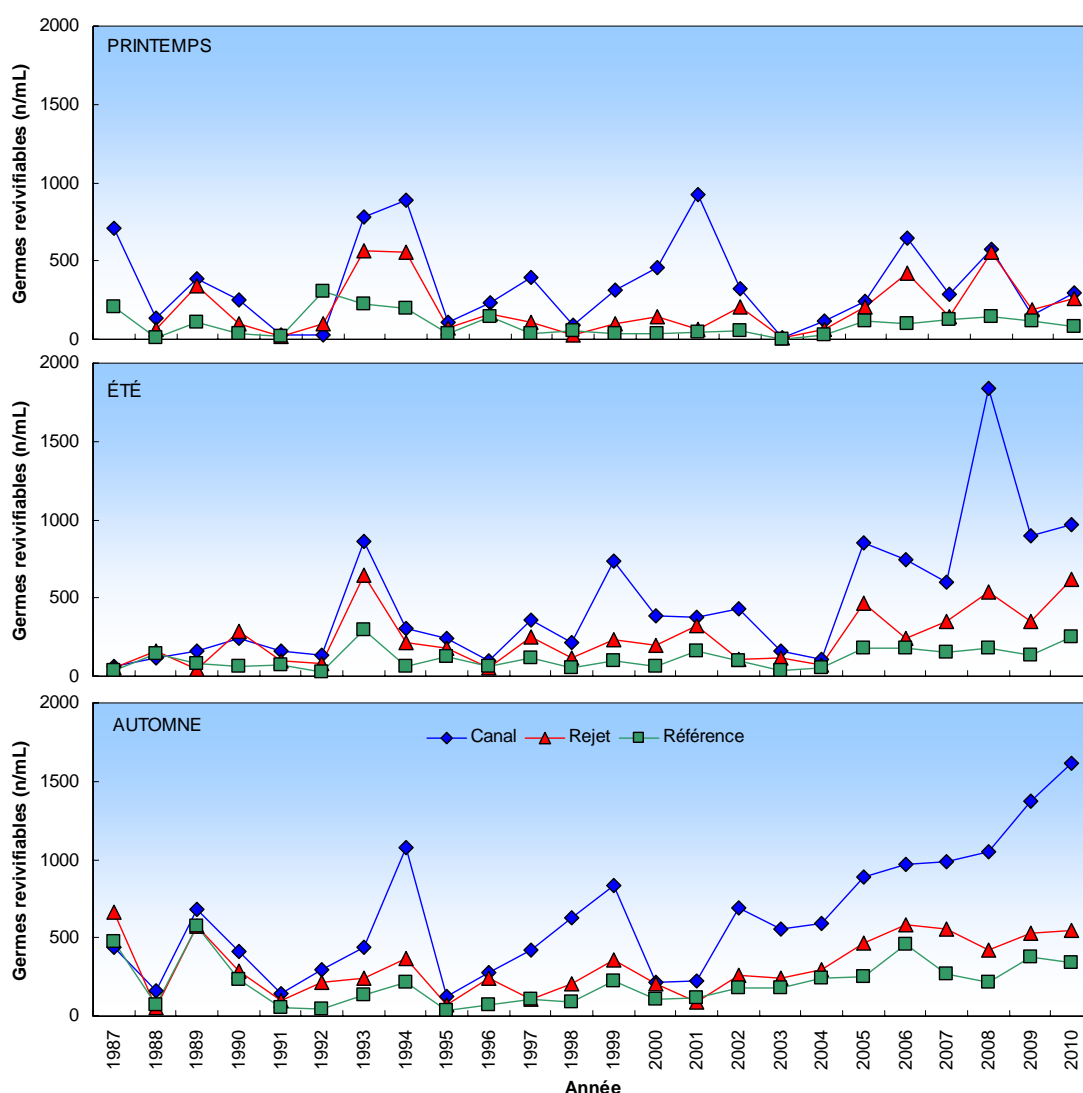 2000
1500
1000
500
0
Germes revivifiables (n/mL)
PRINTEMPS
2000
1500
1000
500
0
Germes revivifiables (n/mL)
ÉTÉ
2000
1500
1000
500
0
Germes revivifiables (n/mL)
AUTOMNE
Canal Rejet Référence
1987 1988 1989 1990 1991 1992 1993 1994 1995 1996 1997 1998 1999 2000 2001 2002 2003 2004 2005 2006 2007 2008 2009 2010
Année